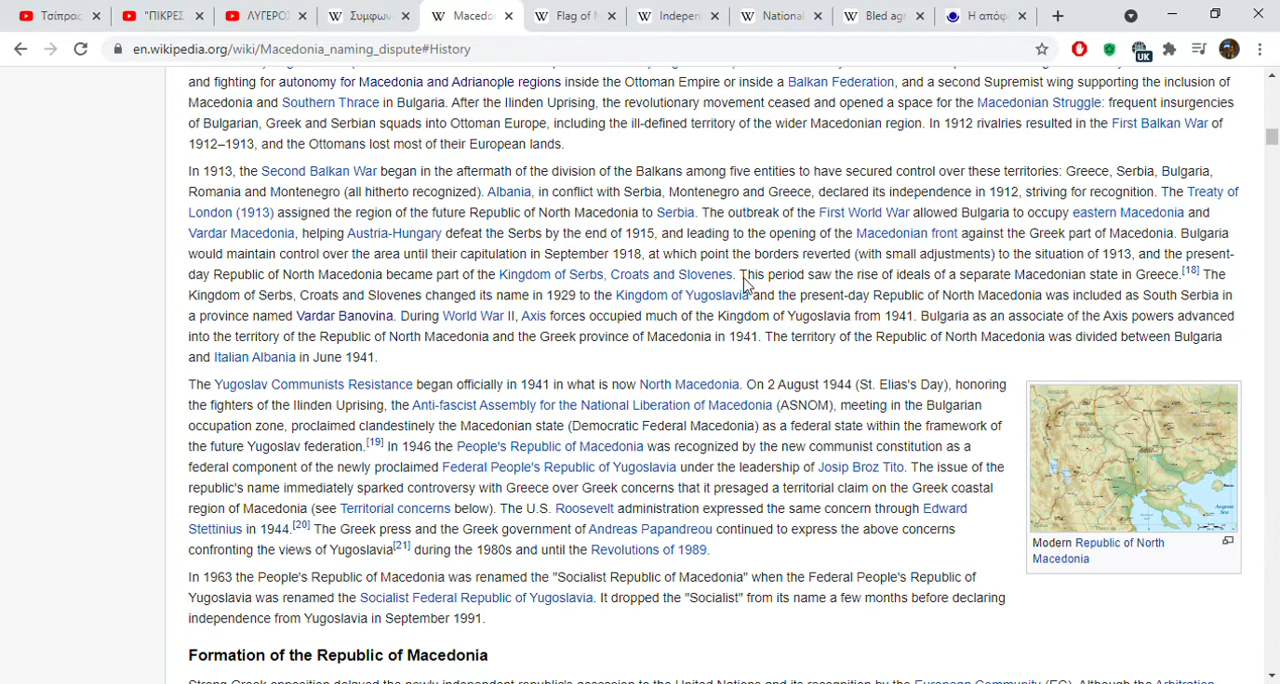 Τσίπρας
"ΠΙΚΡΕΣ
ΛΥΓΕΡΟΣ
Συμφων
Macedo
Flag of M
Indepen
National
Bled agr
Η απόφ
en.wikipedia.org/wiki/Macedonia_naming_dispute#History
UK
and fighting for autonomy for Macedonia and Adrianople regions inside the Ottoman Empire or inside a Balkan Federation, and a second Supremist wing supporting the inclusion of
Macedonia and Southern Thrace in Bulgaria. After the Ilinden Uprising, the revolutionary movement ceased and opened a space for the Macedonian Struggle: frequent insurgencies
of Bulgarian, Greek and Serbian squads into Ottoman Europe, including the ill-defined territory of the wider Macedonian region. In 1912 rivalries resulted in the First Balkan War of
1912–1913, and the Ottomans lost most of their European lands.
In 1913, the Second Balkan War began in the aftermath of the division of the Balkans among five entities to have secured control over these territories: Greece, Serbia, Bulgaria,
Romania and Montenegro (all hitherto recognized). Albania, in conflict with Serbia, Montenegro and Greece, declared its independence in 1912, striving for recognition. The Treaty of
London (1913) assigned the region of the future Republic of North Macedonia to Serbia. The outbreak of the First World War allowed Bulgaria to occupy eastern Macedonia and
Vardar Macedonia, helping Austria-Hungary defeat the Serbs by the end of 1915, and leading to the opening of the Macedonian front against the Greek part of Macedonia. Bulgaria
would maintain control over the area until their capitulation in September 1918, at which point the borders reverted (with small adjustments) to the situation of 1913, and the present-
day Republic of North Macedonia became part of the Kingdom of Serbs, Croats and Slovenes. This period saw the rise of ideals of a separate Macedonian state in Greece.[18] The
Kingdom of Serbs, Croats and Slovenes changed its name in 1929 to the Kingdom of Yugoslavia and the present-day Republic of North Macedonia was included as South Serbia in
a province named Vardar Banovina. During World War II, Axis forces occupied much of the Kingdom of Yugoslavia from 1941. Bulgaria as an associate of the Axis powers advanced
into the territory of the Republic of North Macedonia and the Greek province of Macedonia in 1941. The territory of the Republic of North Macedonia was divided between Bulgaria
and Italian Albania in June 1941.
The Yugoslav Communists Resistance began officially in 1941 in what is now North Macedonia. On 2 August 1944 (St. Elias's Day), honoring
the fighters of the Ilinden Uprising, the Anti-fascist Assembly for the National Liberation of Macedonia (ASNOM), meeting in the Bulgarian
occupation zone, proclaimed clandestinely the Macedonian state (Democratic Federal Macedonia) as a federal state within the framework of
the future Yugoslav federation.[19] In 1946 the People's Republic of Macedonia was recognized by the new communist constitution as a
federal component of the newly proclaimed Federal People's Republic of Yugoslavia under the leadership of Josip Broz Tito. The issue of the
republic's name immediately sparked controversy with Greece over Greek concerns that it presaged a territorial claim on the Greek coastal
region of Macedonia (see Territorial concerns below). The U.S. Roosevelt administration expressed the same concern through Edward
Stettinius in 1944.[20] The Greek press and the Greek government of Andreas Papandreou continued to express the above concerns
confronting the views of Yugoslavia[21] during the 1980s and until the Revolutions of 1989.
Modern Republic of North
Macedonia
In 1963 the People's Republic of Macedonia was renamed the "Socialist Republic of Macedonia" when the Federal People's Republic of
Yugoslavia was renamed the Socialist Federal Republic of Yugoslavia. It dropped the "Socialist" from its name a few months before declaring
independence from Yugoslavia in September 1991.
Formation of the Republic of Macedonia
Strong Greek opposition delayed the newly independent republic's accession to the United Nations and its recognition by the European Community (EC). Although the Arbitration